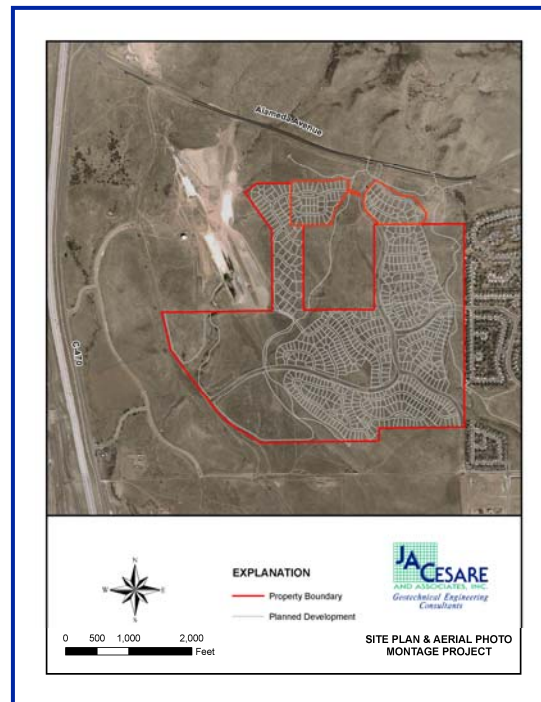 Alameda Avenue
C-470
N
W
E
S
EXPLANATION
Property Boundary
Planned Development
0 500 1,000 2,000
Feet
JA CESARE
AND ASSOCIATES, INC.
Geotechnical Engineering
Consultants
SITE PLAN & AERIAL PHOTO
MONTAGE PROJECT